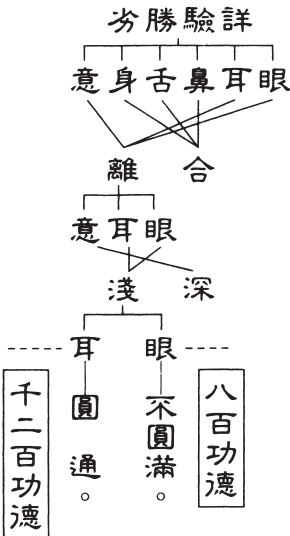 詳驗勝劣
眼耳鼻舌身意
合離
眼耳意
深淺
眼耳
八百功德
不圓滿。
圓通。
千二百功德